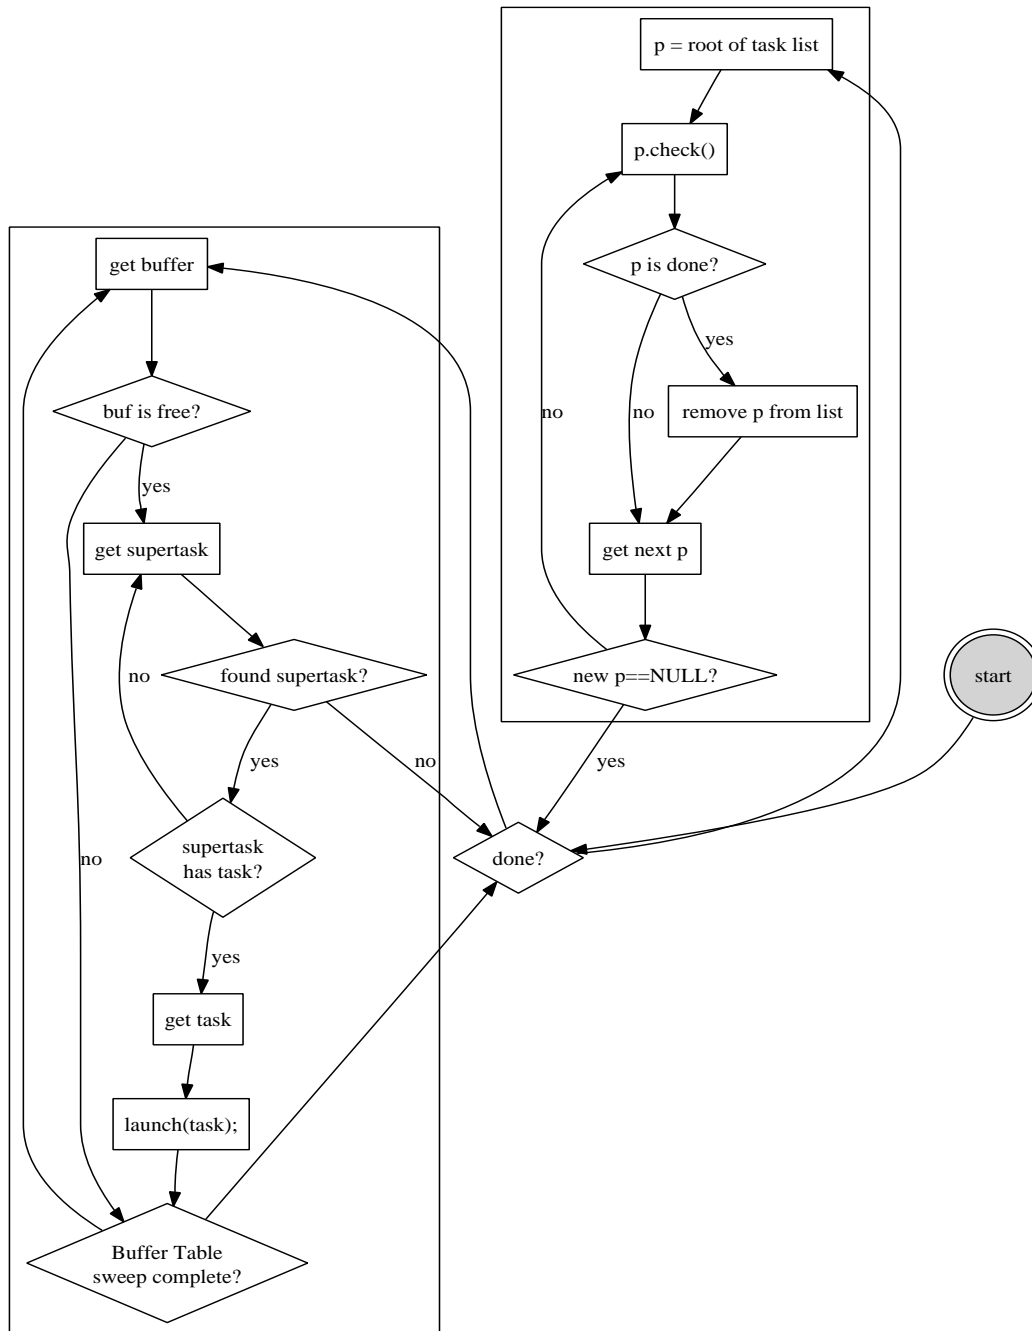 p = root of task list
p.check()
p is done?
yes
no
no
remove p from list
get next p
new p==NULL?
yes
get buffer
buf is free?
yes
no
get supertask
found supertask?
no
yes
no
supertask
has task?
yes
get task
launch(task);
Buffer Table
sweep complete?
done?
start